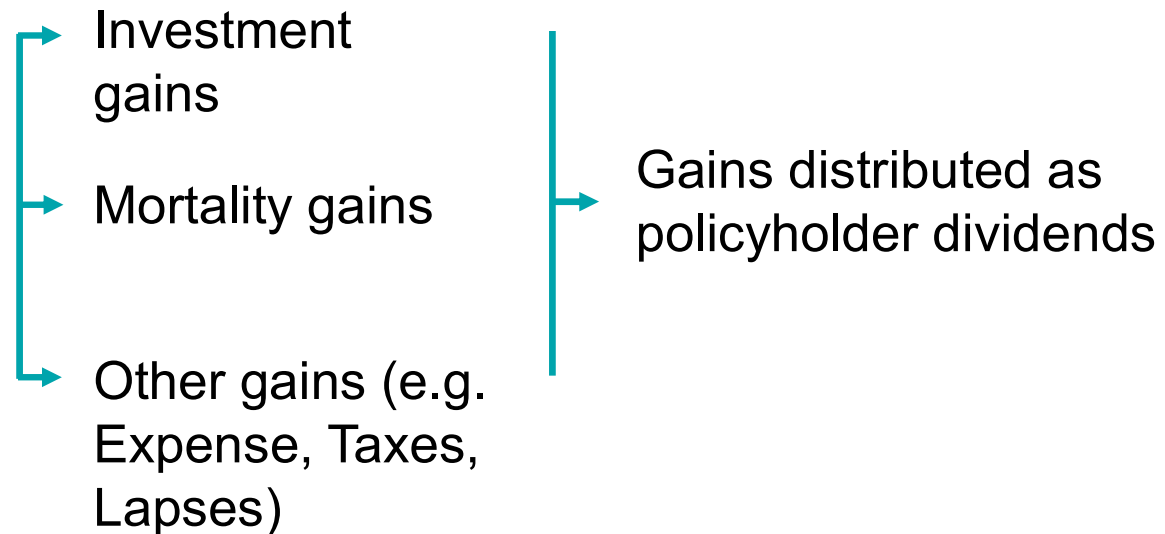 Investment
gains
Mortality gains
Other gains (e.g.
Expense, Taxes,
Lapses)
Gains distributed as
policyholder dividends